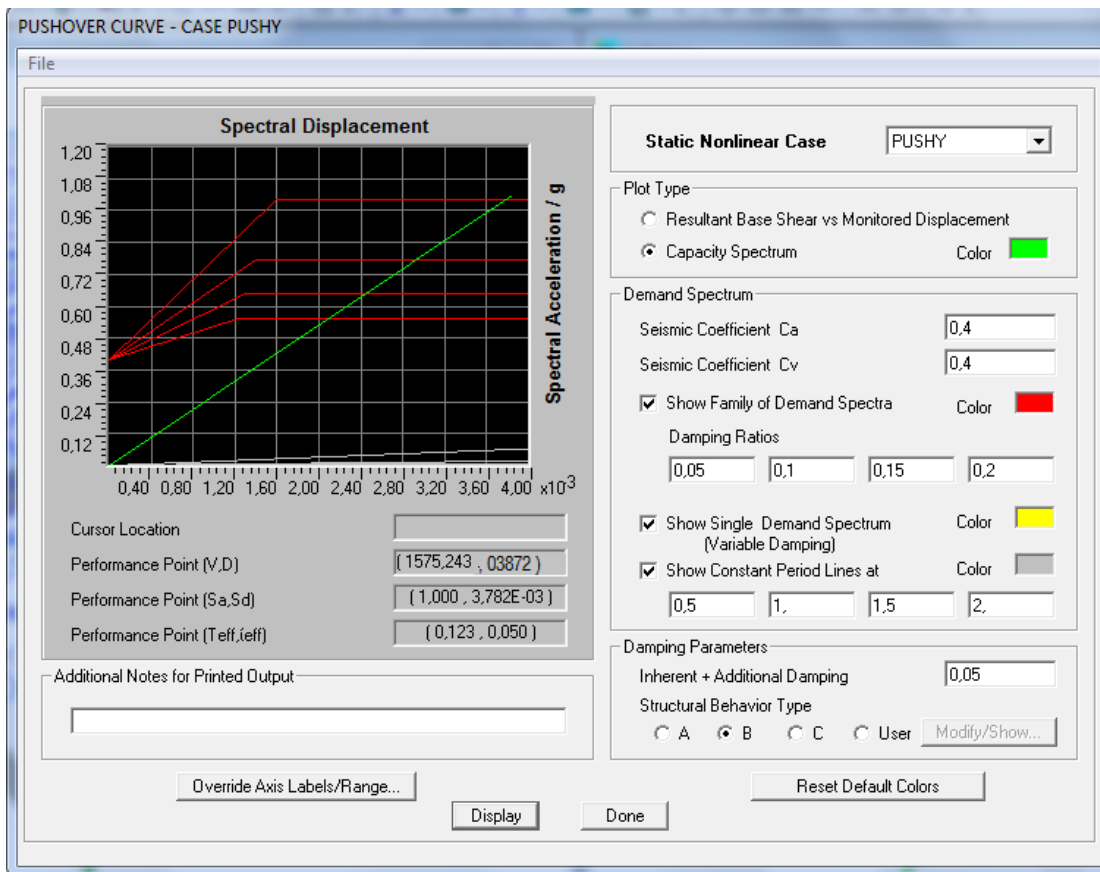 PUSHOVER CURVE - CASE PUSHY
File
Spectral Displacement
1,20
1,08
0,96
0,84
0,72
0,60
0,48
0,36
0,24
0,12
Spectral Acceleration / g
0,40 0,80 1,20 1,60 2,00 2,40 2,80 3,20 3,60 4,00 x10-3
Cursor Location
Performance Point (V,D) ( 1575,243 , 03872 )
Performance Point (Sa,Sd) ( 1,000 , 3,782E-03 )
Performance Point (Teff,íeff) ( 0,123 , 0,050 )
Additional Notes for Printed Output
Override Axis Labels/Range...
Static Nonlinear Case PUSHY
Plot Type
Resultant Base Shear vs Monitored Displacement
Capacity Spectrum Color
Demand Spectrum
Seismic Coefficient Ca 0,4
Seismic Coefficient Cv 0,4
Show Family of Demand Spectra Color
Damping Ratios
0,05 0,1 0,15 0,2
Show Single Demand Spectrum Color
(Variable Damping)
Show Constant Period Lines at Color
0,5 1, 1,5 2,
Damping Parameters
Inherent + Additional Damping 0,05
Structural Behavior Type
A B C User Modify/Show...
Reset Default Colors
Display Done